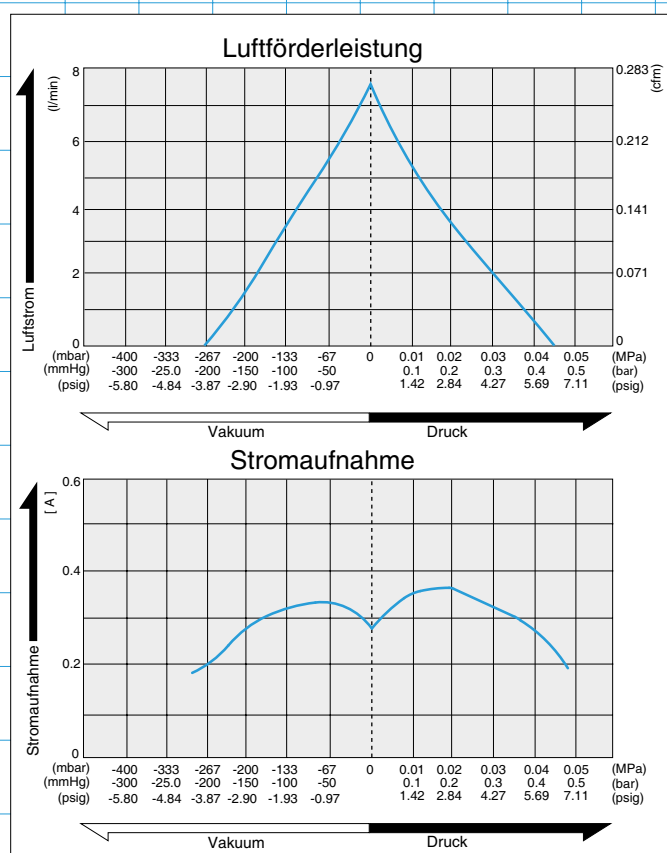 Luftförderleistung
Luftstrom
(l/min)
8
6
4
2
0
0.283
(cfm)
0.212
0.141
0.071
0
(mbar) -400 -333 -267 -200 -133 -67 0 0.01 0.02 0.03 0.04 0.05 (MPa)
(mmHg) -300 -25.0 -200 -150 -100 -50 0.1 0.2 0.3 0.4 0.5 (bar)
(psig) -5.80 -4.84 -3.87 -2.90 -1.93 -0.97 1.42 2.84 4.27 5.69 7.11 (psig)
Vakuum Druck
Stromaufnahme
Stromaufnahme
[ A ]
0.6
0.4
0.2
0
(mbar) -400 -333 -267 -200 -133 -67 0 0.01 0.02 0.03 0.04 0.05 (MPa)
(mmHg) -300 -25.0 -200 -150 -100 -50 0.1 0.2 0.3 0.4 0.5 (bar)
(psig) -5.80 -4.84 -3.87 -2.90 -1.93 -0.97 1.42 2.84 4.27 5.69 7.11 (psig)
Vakuum Druck